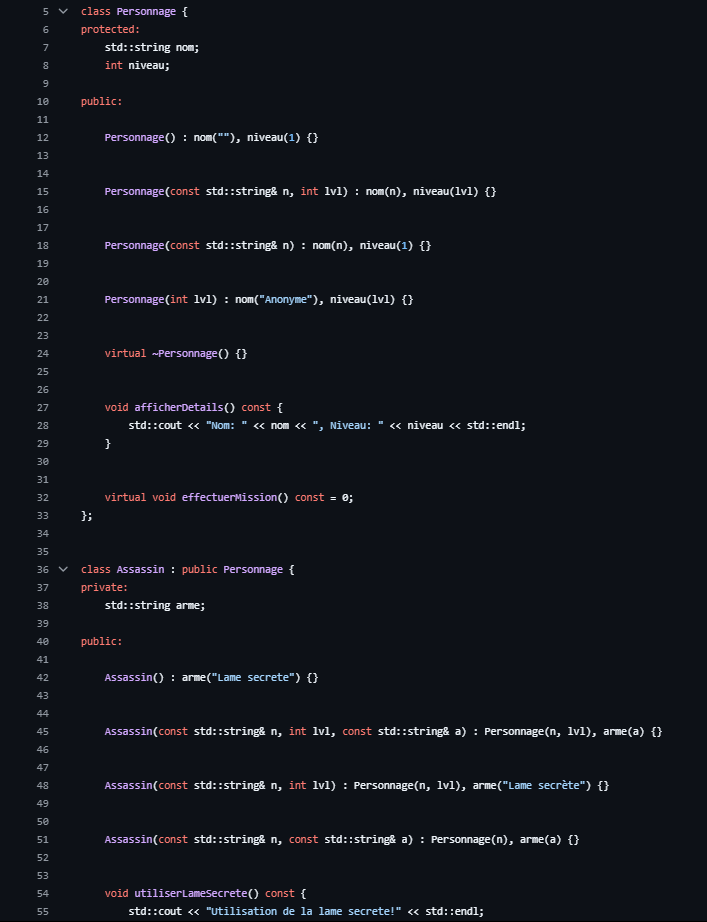 5 class Personnage {
6 protected:
7     std::string nom;
8     int niveau;
9
10 public:
11
12     Personnage() : nom(""), niveau(1) {}
13
14
15     Personnage(const std::string& n, int lvl) : nom(n), niveau(lvl) {}
16
17
18     Personnage(const std::string& n) : nom(n), niveau(1) {}
19
20
21     Personnage(int lvl) : nom("Anonyme"), niveau(lvl) {}
22
23
24     virtual ~Personnage() {}
25
26
27     void afficherDetails() const {
28         std::cout << "Nom: " << nom << ", Niveau: " << niveau << std::endl;
29     }
30
31
32     virtual void effectuerMission() const = 0;
33 };
34
35
36 class Assassin : public Personnage {
37 private:
38     std::string arme;
39
40 public:
41
42     Assassin() : arme("Lame secrete") {}
43
44
45     Assassin(const std::string& n, int lvl, const std::string& a) : Personnage(n, lvl), arme(a) {}
46
47
48     Assassin(const std::string& n, int lvl) : Personnage(n, lvl), arme("Lame secrète") {}
49
50
51     Assassin(const std::string& n, const std::string& a) : Personnage(n), arme(a) {}
52
53
54     void utiliserLameSecrete() const {
55         std::cout << "Utilisation de la lame secrete!" << std::endl;